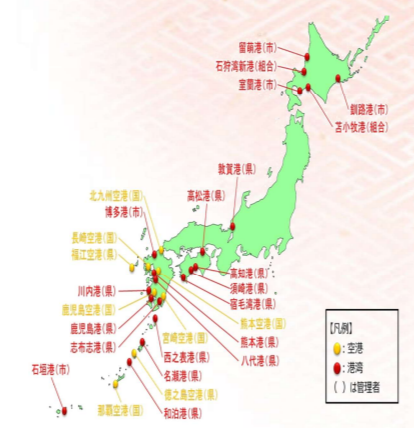 留萌港(市)
石狩湾新港(組合)
室蘭港(市)
釧路港(市)
苫小牧港(組合)
敦賀港(県)
高松港(県)
北九州空港(国)
博多港(市)
長崎空港(国)
福江空港(県)
高知港(県)
須崎港(県)
宿毛湾港(県)
川内港(県)
鹿児島空港(国)
熊本空港(国)
鹿児島港(県)
宮崎空港(国)
熊本港(県)
志布志港(県)
西之表港(県)
八代港(県)
石垣港(市)
名瀬港(県)
徳之島空港(県)
那覇空港(国)
和泊港(県)
【凡例】
:空港
:港湾
( )は管理者